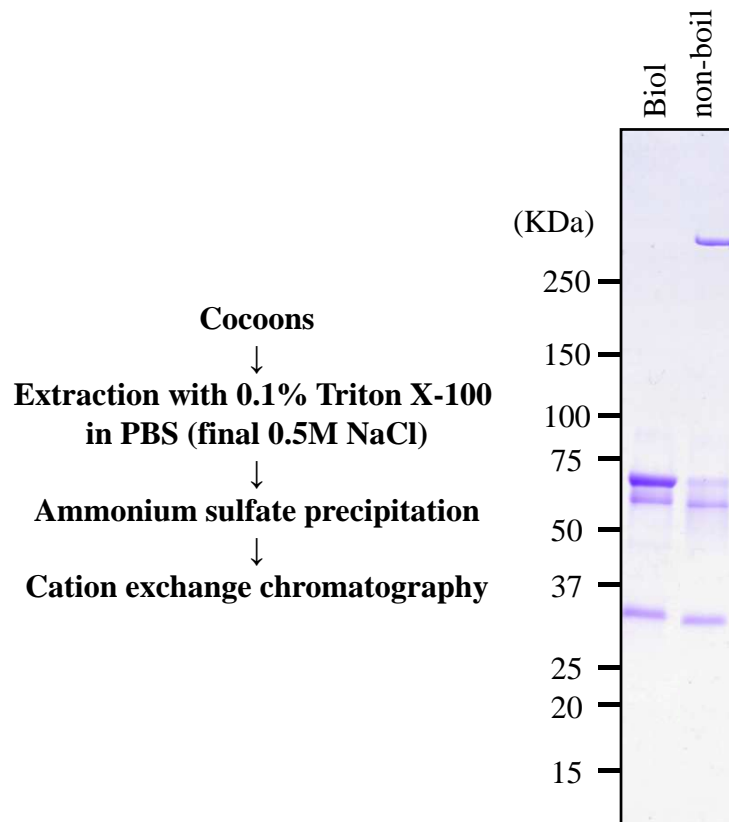 Biol
non-boil
(KDa)
250
150
100
75
50
37
25
20
15
Cocoons
↓
Extraction with 0.1% Triton X-100
in PBS (final 0.5M NaCl)
↓
Ammonium sulfate precipitation
↓
Cation exchange chromatography